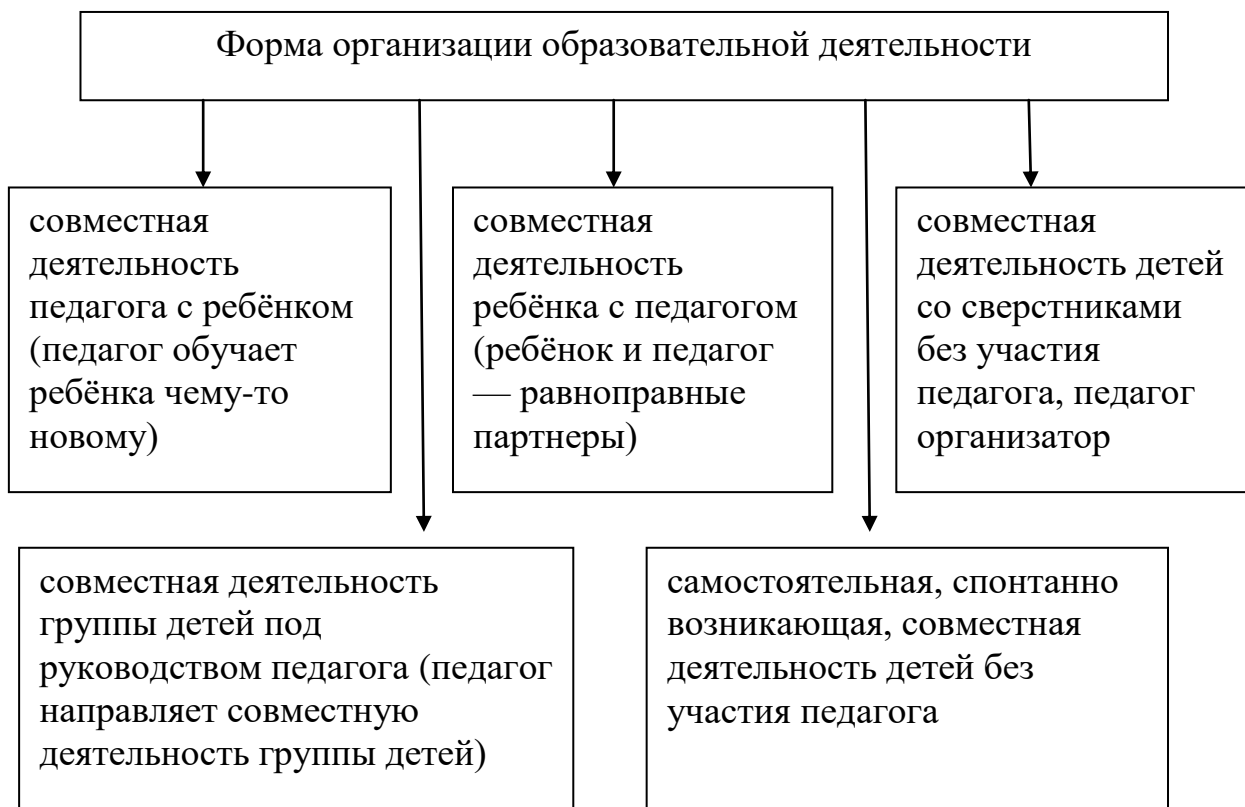 Форма организации образовательной деятельности
совместная
деятельность
педагога с ребёнком
(педагог обучает
ребёнка чему-то
новому)
совместная
деятельность
ребёнка с педагогом
(ребёнок и педагог
— равноправные
партнеры)
совместная
деятельность детей
со сверстниками
без участия
педагога, педагог
организатор
совместная деятельность
группы детей под
руководством педагога (педагог
направляет совместную
деятельность группы детей)
самостоятельная, спонтанно
возникающая, совместная
деятельность детей без
участия педагога